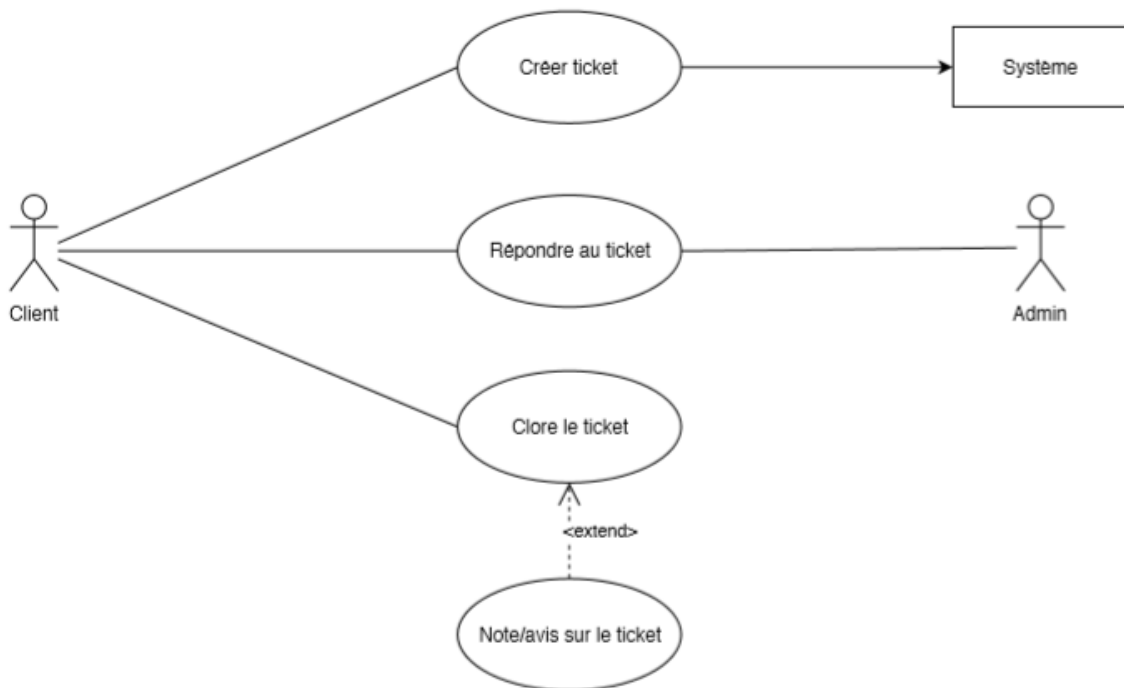 Créer ticket
Système
Répondre au ticket
Client
Admin
Clore le ticket
<extend>
Note/avis sur le ticket